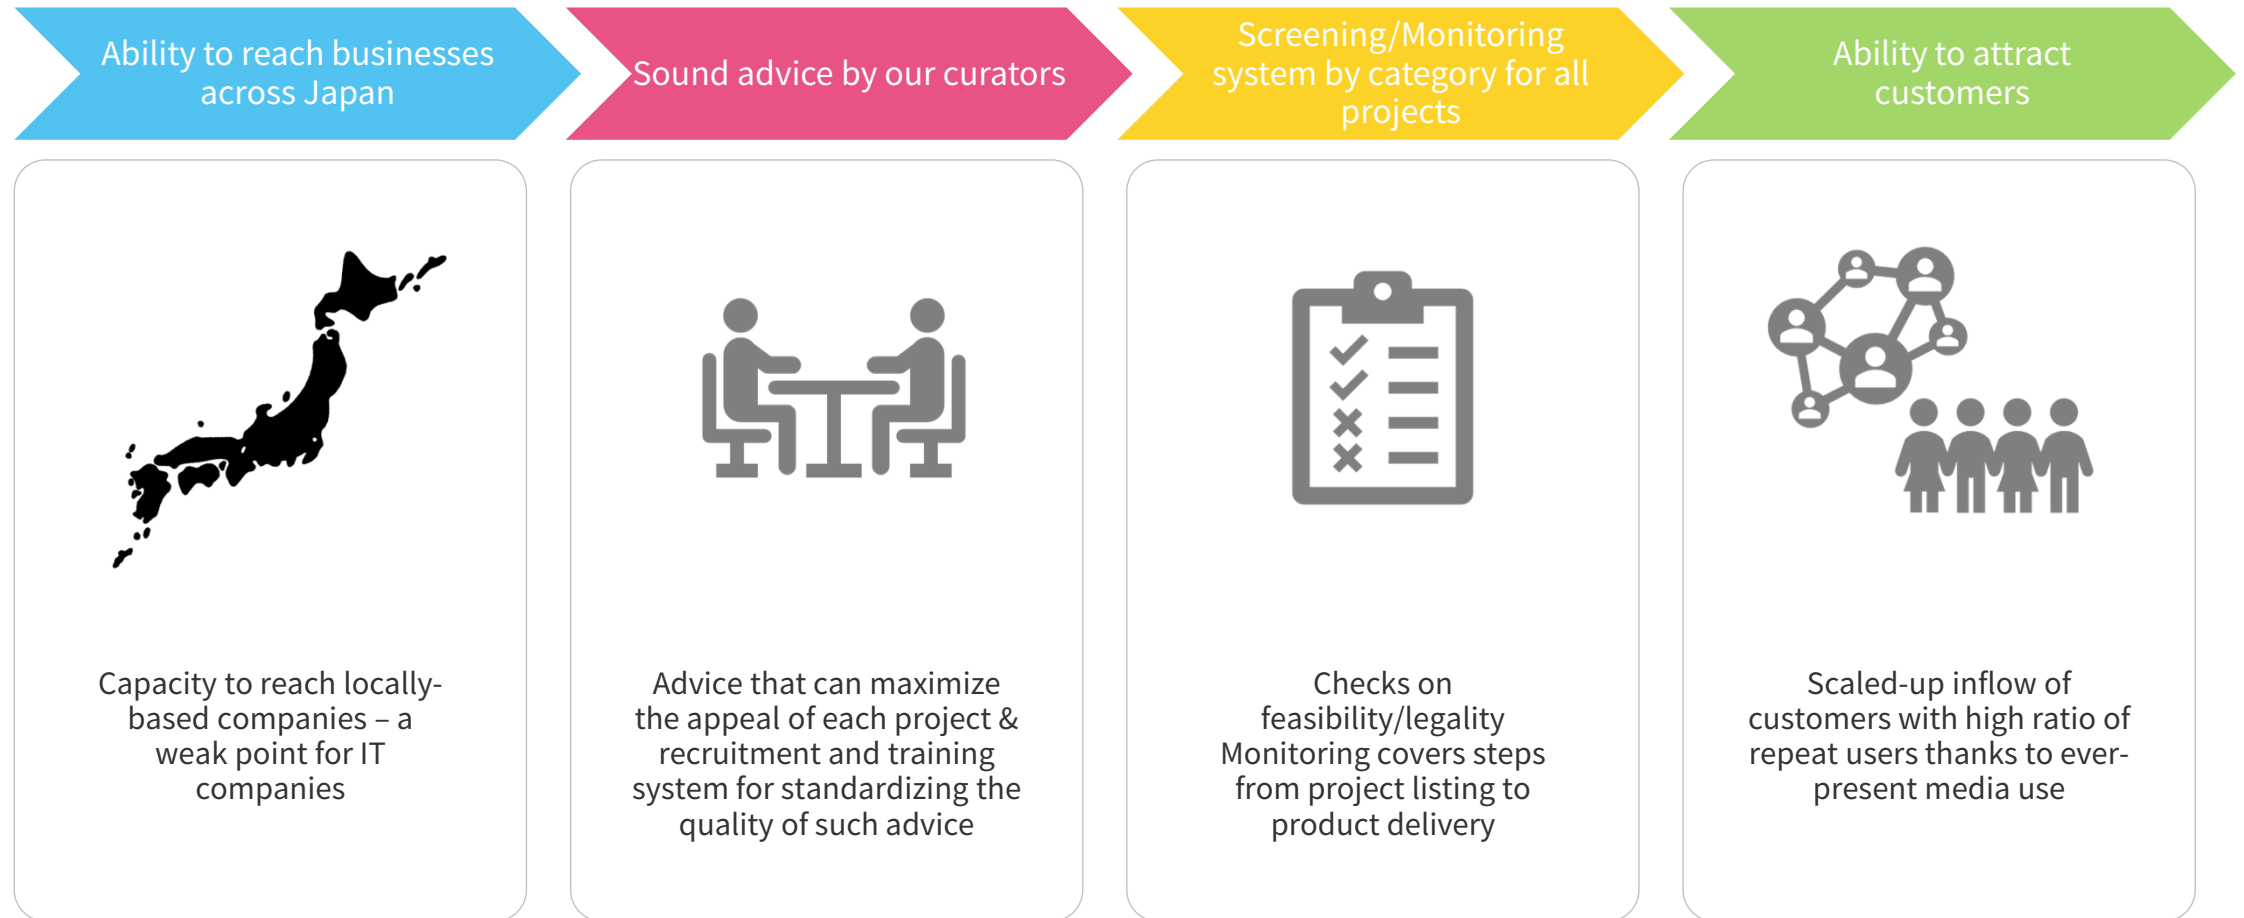 Ability to reach businesses
across Japan
Sound advice by our curators
Screening/Monitoring
system by category for all
projects
Ability to attract
customers
Capacity to reach locally-
based companies – a
weak point for IT
companies
Advice that can maximize
the appeal of each project &
recruitment and training
system for standardizing the
quality of such advice
Checks on
feasibility/legality
Monitoring covers steps
from project listing to
product delivery
Scaled-up inflow of
customers with high ratio of
repeat users thanks to ever-
present media use